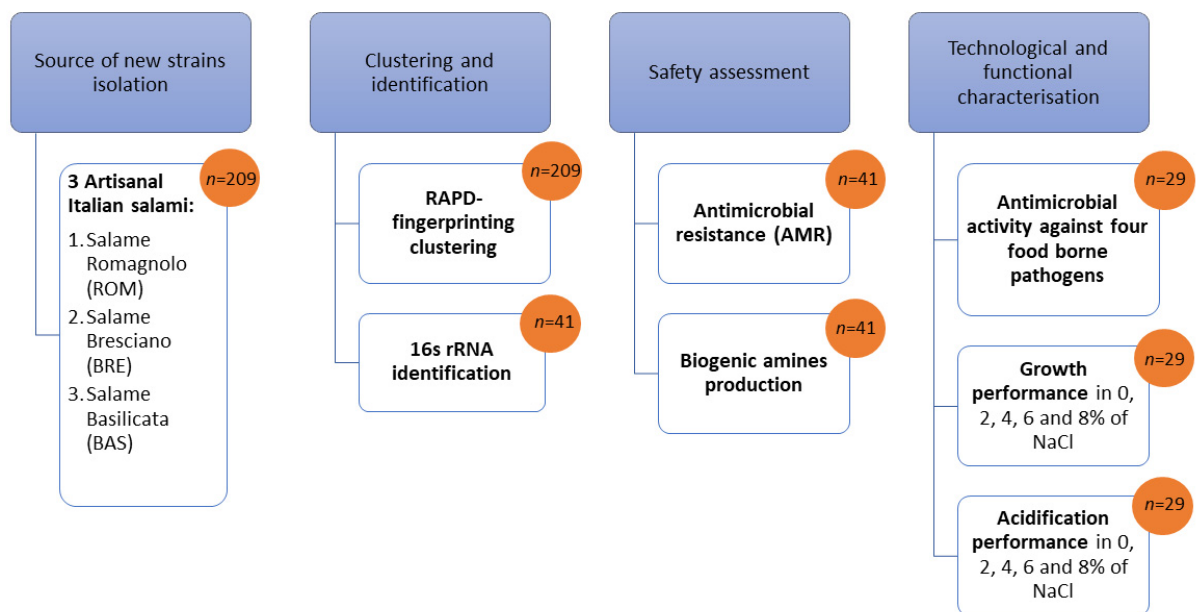 Source of new strains
isolation
n=209
3 Artisanal
Italian salami:
1. Salame
Romagnolo
(ROM)
2. Salame
Bresciano
(BRE)
3. Salame
Basilicata
(BAS)
Clustering and
identification
n=209
RAPD-
fingerprinting
clustering
n=41
16s rRNA
identification
Safety assessment
n=41
Antimicrobial
resistance (AMR)
n=41
Biogenic amines
production
Technological and
functional
characterisation
n=29
Antimicrobial
activity against four
food borne
pathogens
n=29
Growth
performance in 0,
2, 4, 6 and 8% of
NaCl
n=29
Acidification
performance in 0,
2, 4, 6 and 8% of
NaCl